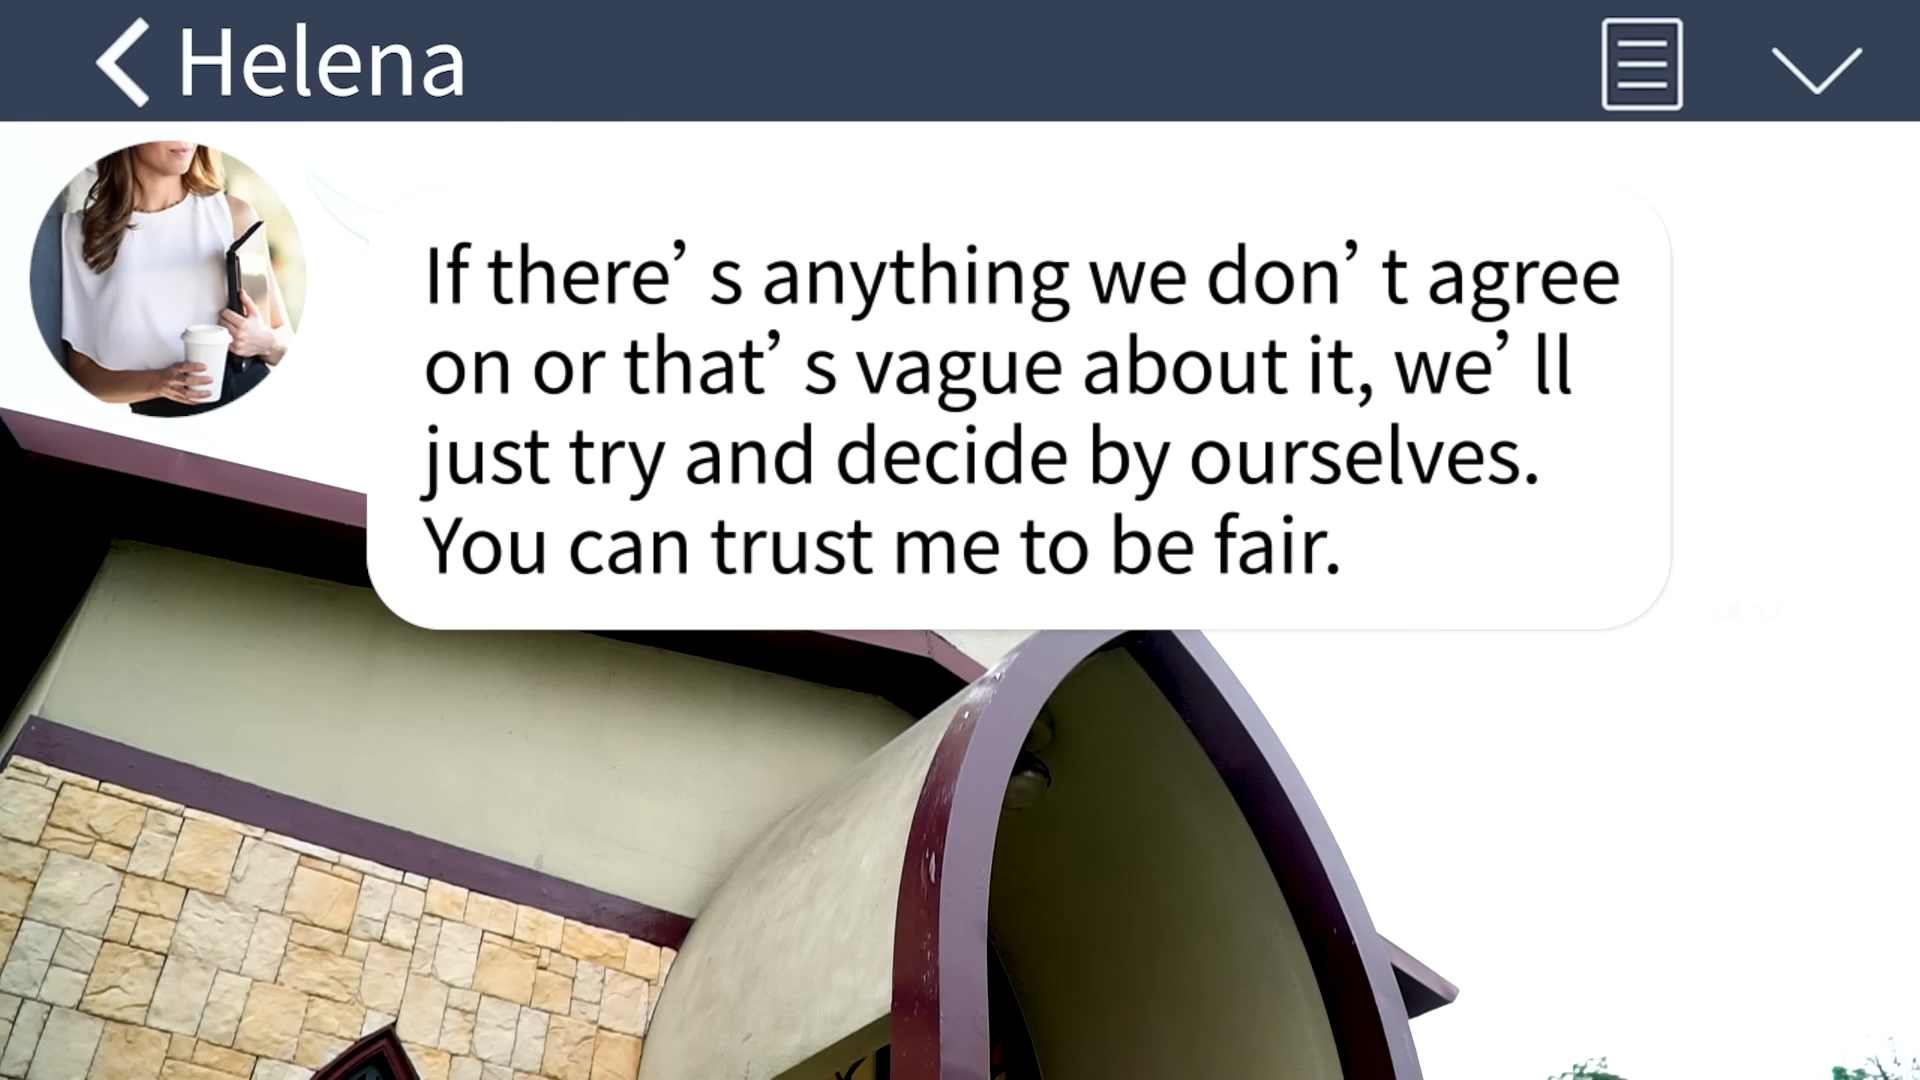 Helena
If there’s anything we don’t agree
on or that’s vague about it, we’ll
just try and decide by ourselves.
You can trust me to be fair.